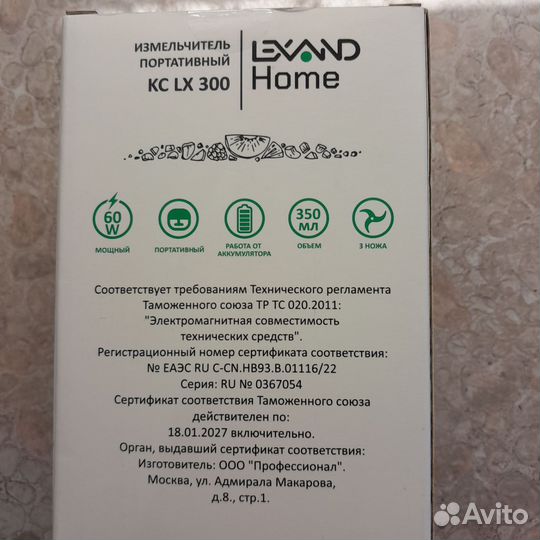 ИЗМЕЛЬЧИТЕЛЬ
ПОРТАТИВНЫЙ
KC LX 300
LEXAND
Home
60 W
МОЩНЫЙ
ПОРТАТИВНЫЙ
РАБОТА ОТ
АККУМУЛЯТОРА
350 МЛ
ОБЪЕМ
3 НОЖА
Соответствует требованиям Технического регламента
Таможенного союза ТР ТС 020.2011:
"Электромагнитная совместимость
технических средств".
Регистрационный номер сертификата соответствия:
№ ЕАЭС RU С-CN.НВ93.В.01116/22
Серия: RU № 0367054
Сертификат соответствия Таможенного союза
действителен по:
18.01.2027 включительно.
Орган, выдавший сертификат соответствия:
Изготовитель: ООО "Профессионал".
Москва, ул. Адмирала Макарова,
д.8., стр.1.
Avito